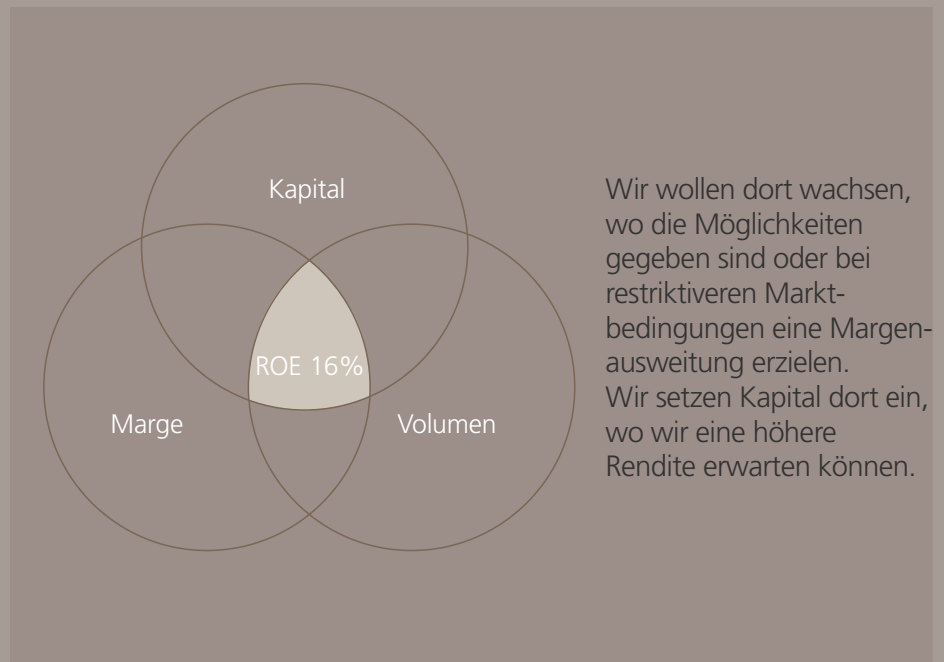 Kapital
ROE 16%
Marge
Volumen
Wir wollen dort wachsen,
wo die Möglichkeiten
gegeben sind oder bei
restriktiveren Markt-
bedingungen eine Margen-
ausweitung erzielen.
Wir setzen Kapital dort ein,
wo wir eine höhere
Rendite erwarten können.